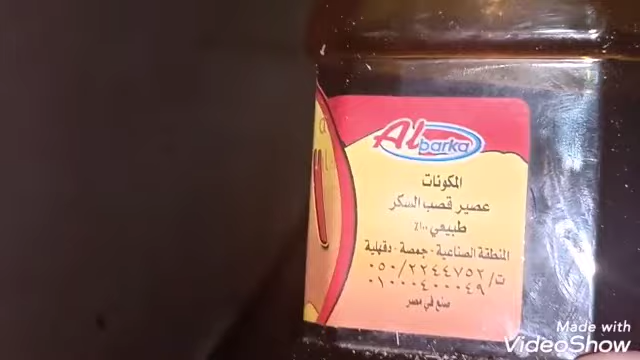 Al barka
المكونات
عصير قصب السكر
طبيعي ١٠٠٪
المنطقة الصناعية - جمصة - دقهلية
ت/ ٠٥٠/٢٢٤٤٧٥٢
٠١٠٠٠٤٠٠٠٤٩
صنع في مصر
Made with
VideoShow